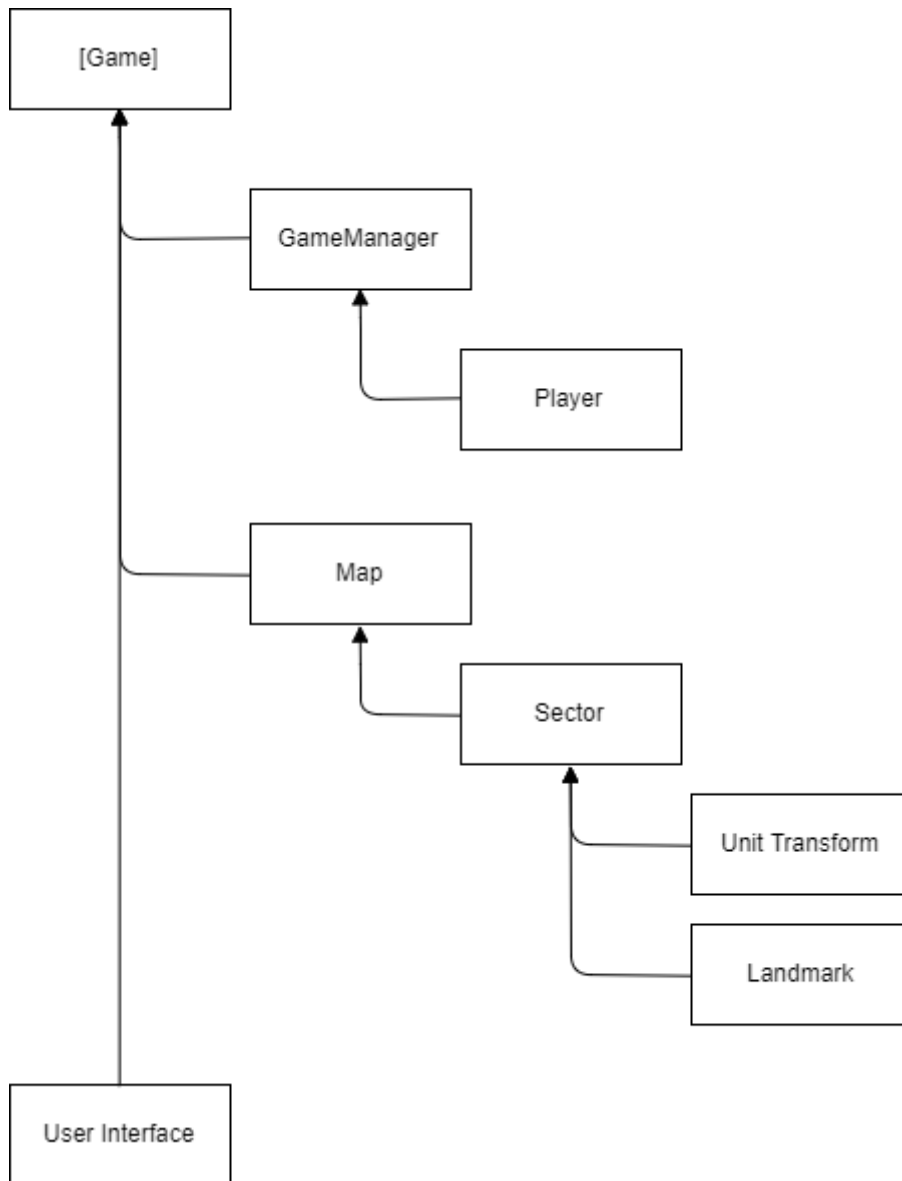 [Game]
GameManager
Player
Map
Sector
Unit Transform
Landmark
User Interface